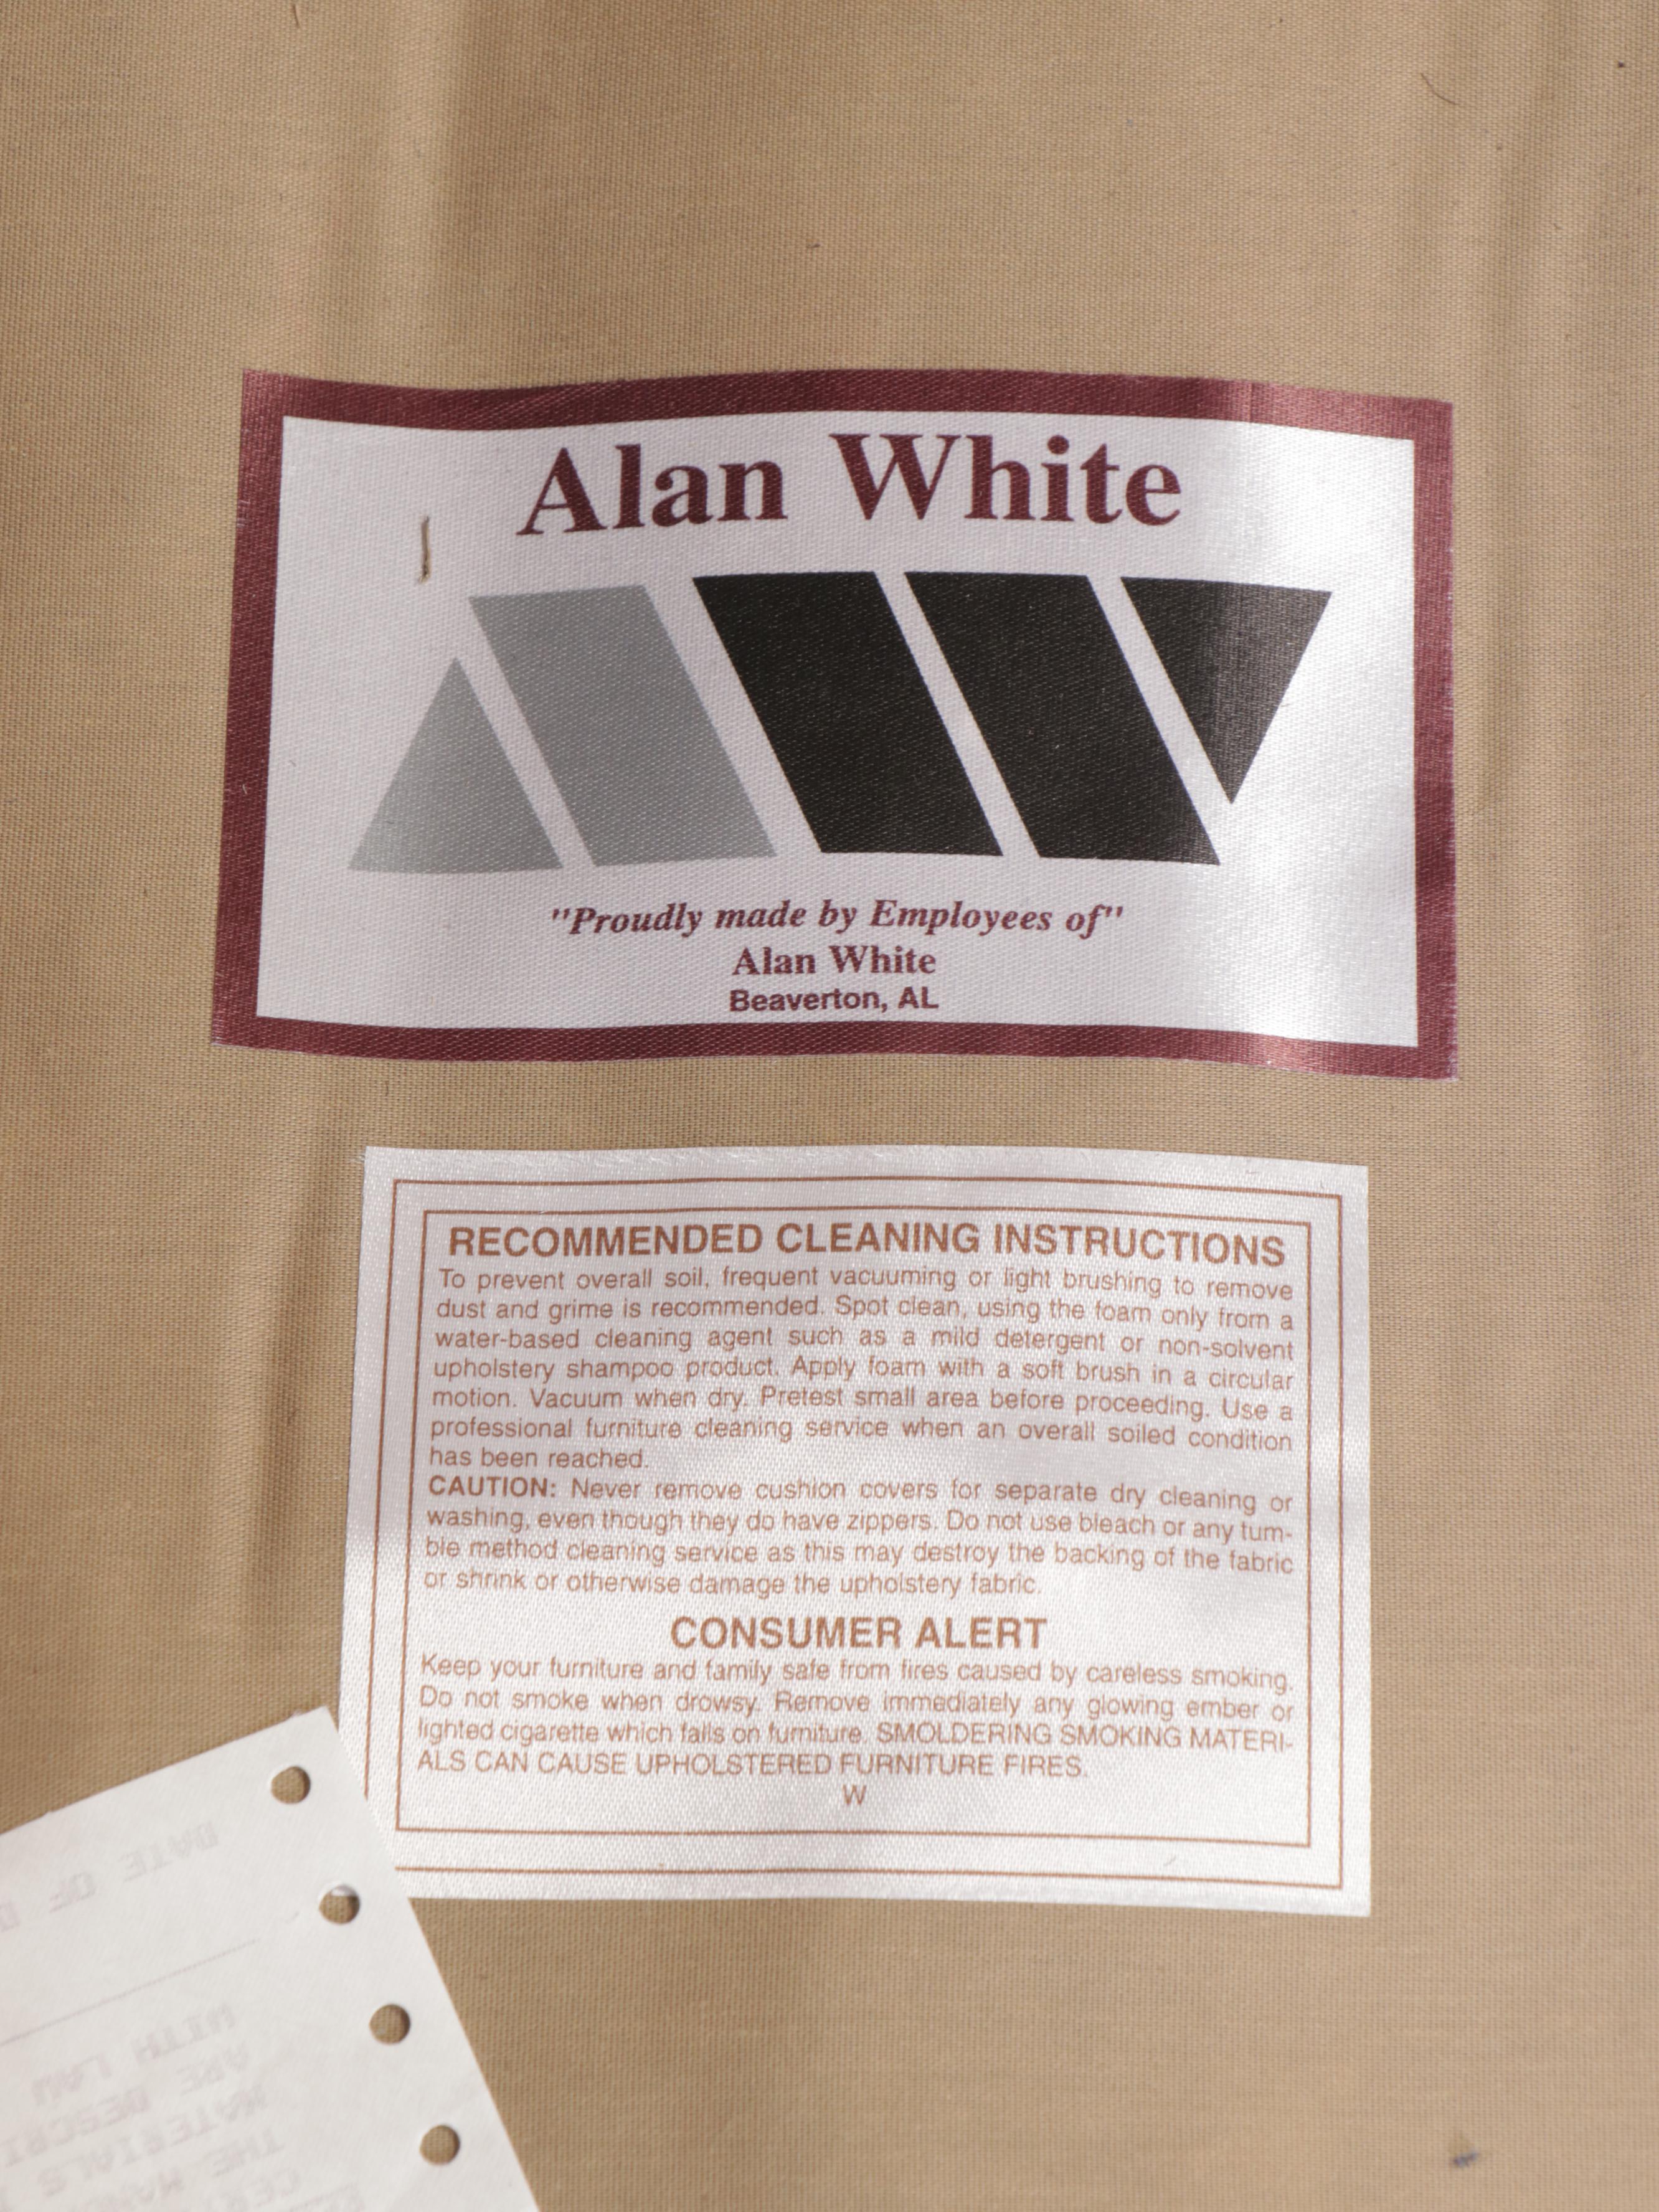 Alan White
"Proudly made by Employees of"
Alan White
Beaverton, AL
RECOMMENDED CLEANING INSTRUCTIONS
To prevent overall soil, frequent vacuuming or light brushing to remove
dust and grime is recommended. Spot clean, using the foam only from a
water-based cleaning agent such as a mild detergent or non-solvent
upholstery shampoo product. Apply foam with a soft brush in a circular
motion. Vacuum when dry. Pretest small area before proceeding. Use a
professional furniture cleaning service when an overall soiled condition
has been reached.
CAUTION: Never remove cushion covers for separate dry cleaning or
washing, even though they do have zippers. Do not use bleach or any tum-
ble method cleaning service as this may destroy the backing of the fabric
or shrink or otherwise damage the upholstery fabric.
CONSUMER ALERT
Keep your furniture and family safe from fires caused by careless smoking.
Do not smoke when drowsy. Remove immediately any glowing ember or
lighted cigarette which falls on furniture. SMOLDERING SMOKING MATERI-
ALS CAN CAUSE UPHOLSTERED FURNITURE FIRES.
W
DATE OF
WITH LAW
ARE
MATERIALS
THE